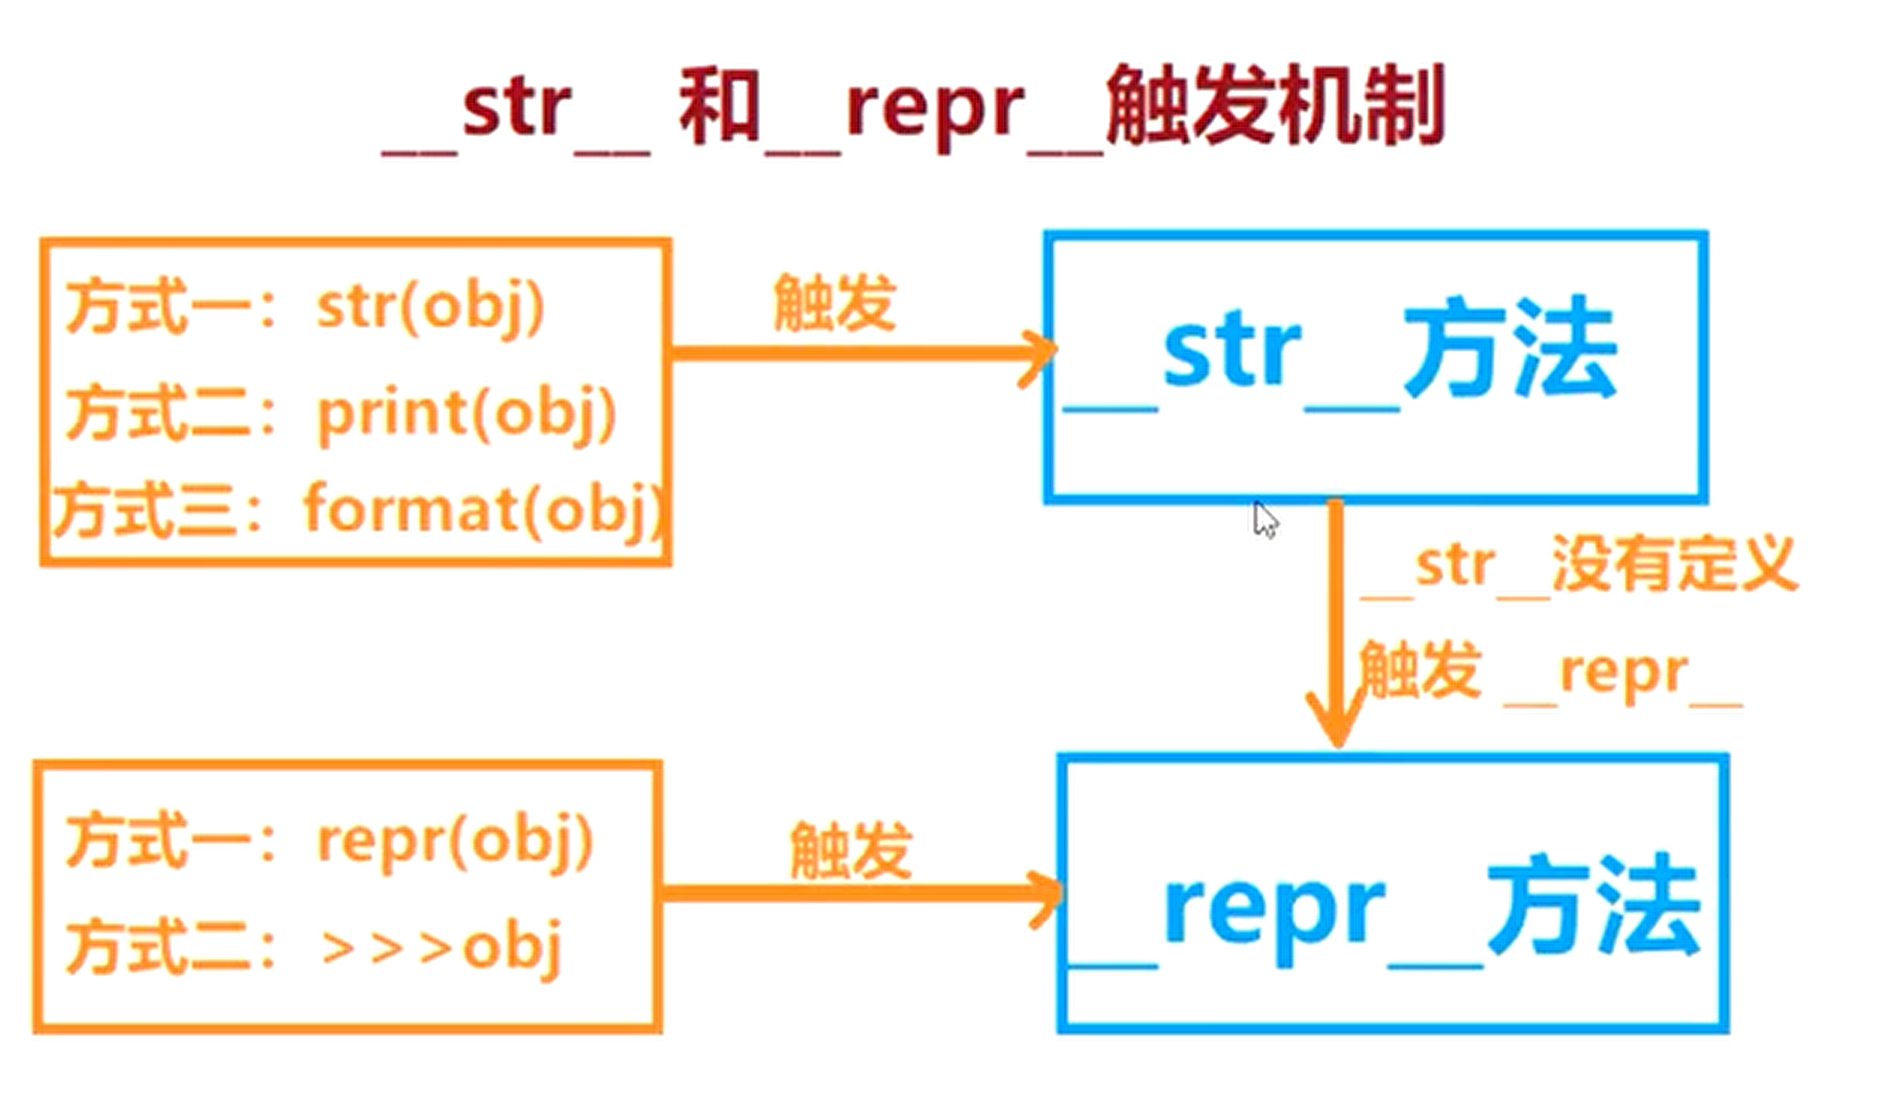 __str__ 和__repr__触发机制
方式一：str(obj)
方式二：print(obj)
方式三：format(obj)
触发
__str__方法
__str__没有定义
触发 __repr__
方式一：repr(obj)
方式二：>>>obj
触发
__repr__方法